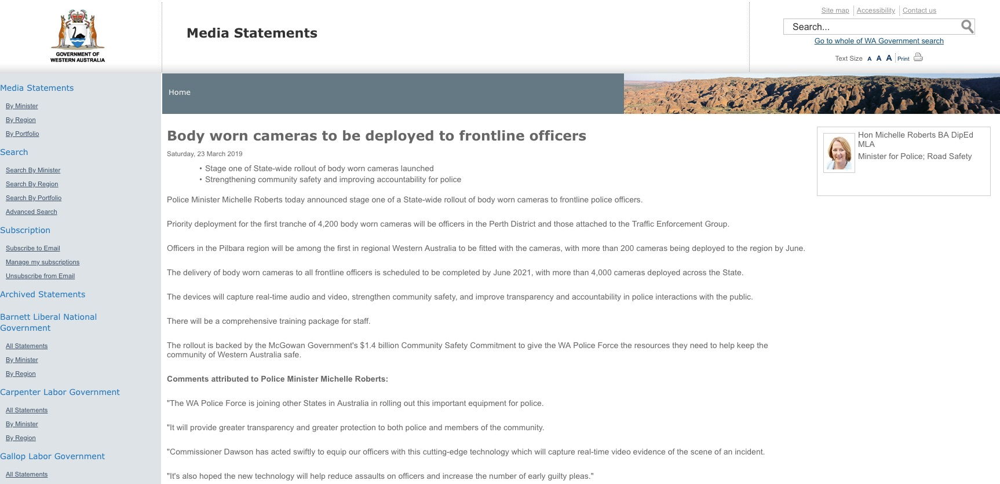 GOVERNMENT OF
WESTERN AUSTRALIA
Media Statements
Site map
Accessibility
Contact us
Search...
Go to whole of WA Government search
Text Size A A A Print
Media Statements
By Minister
By Region
By Portfolio
Search
Search By Minister
Search By Region
Search By Portfolio
Advanced Search
Subscription
Subscribe to Email
Manage my subscriptions
Unsubscribe from Email
Archived Statements
Barnett Liberal National
Government
All Statements
By Minister
By Region
Carpenter Labor Government
All Statements
By Minister
By Region
Gallop Labor Government
All Statements
Home
Body worn cameras to be deployed to frontline officers
Saturday, 23 March 2019
• Stage one of State-wide rollout of body worn cameras launched
• Strengthening community safety and improving accountability for police
Police Minister Michelle Roberts today announced stage one of a State-wide rollout of body worn cameras to frontline police officers.
Priority deployment for the first tranche of 4,200 body worn cameras will be officers in the Perth District and those attached to the Traffic Enforcement Group.
Officers in the Pilbara region will be among the first in regional Western Australia to be fitted with the cameras, with more than 200 cameras being deployed to the region by June.
The delivery of body worn cameras to all frontline officers is scheduled to be completed by June 2021, with more than 4,000 cameras deployed across the State.
The devices will capture real-time audio and video, strengthen community safety, and improve transparency and accountability in police interactions with the public.
There will be a comprehensive training package for staff.
The rollout is backed by the McGowan Government's $1.4 billion Community Safety Commitment to give the WA Police Force the resources they need to help keep the
community of Western Australia safe.
Comments attributed to Police Minister Michelle Roberts:
"The WA Police Force is joining other States in Australia in rolling out this important equipment for police.
"It will provide greater transparency and greater protection to both police and members of the community.
"Commissioner Dawson has acted swiftly to equip our officers with this cutting-edge technology which will capture real-time video evidence of the scene of an incident.
"It's also hoped the new technology will help reduce assaults on officers and increase the number of early guilty pleas."
Hon Michelle Roberts BA DipEd
MLA
Minister for Police; Road Safety